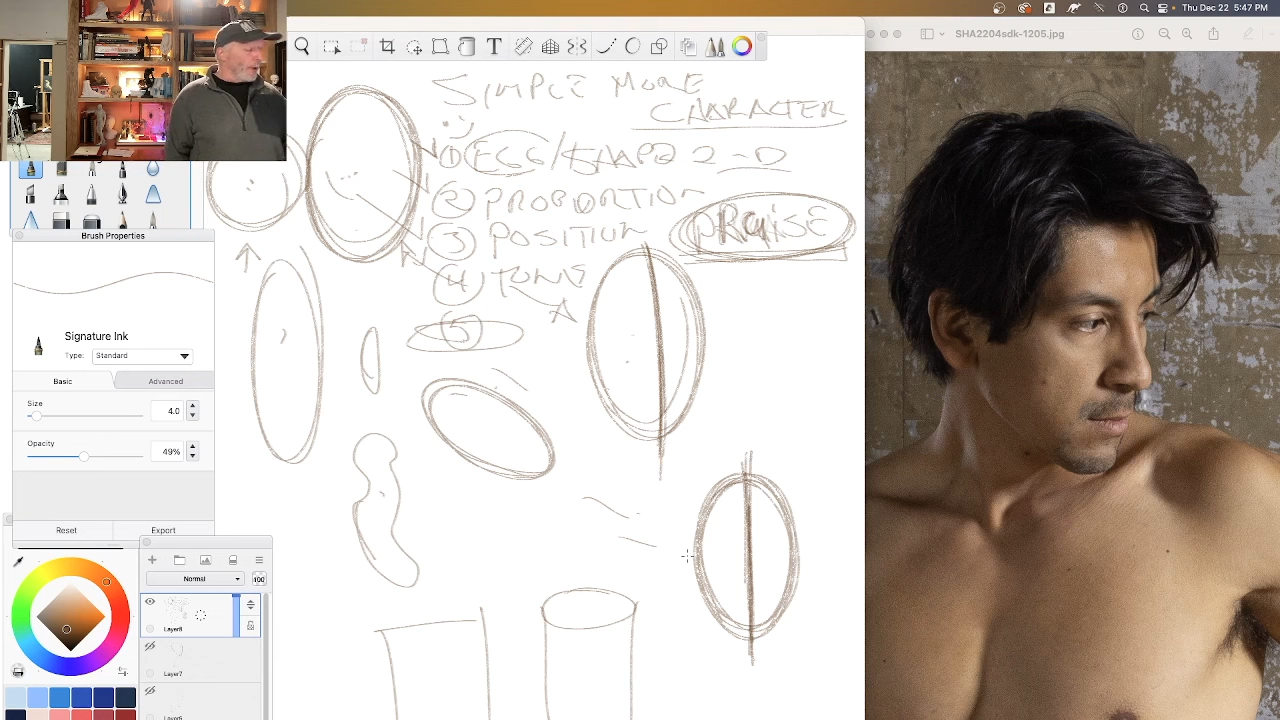 Thu Dec 22 5:47 PM
SHA2204sdk-1205.jpg
T
SIMPLE MORE
CHARACTER
① EGG/SHAPE 2-D
② PROPORTION
③ POSITION
PRaiSE
④ TONE
⑤
Brush Properties
Signature Ink
Type: Standard
Basic Advanced
Size
4.0
Opacity
49%
Reset Export
Normal 100
Layer8
Layer7